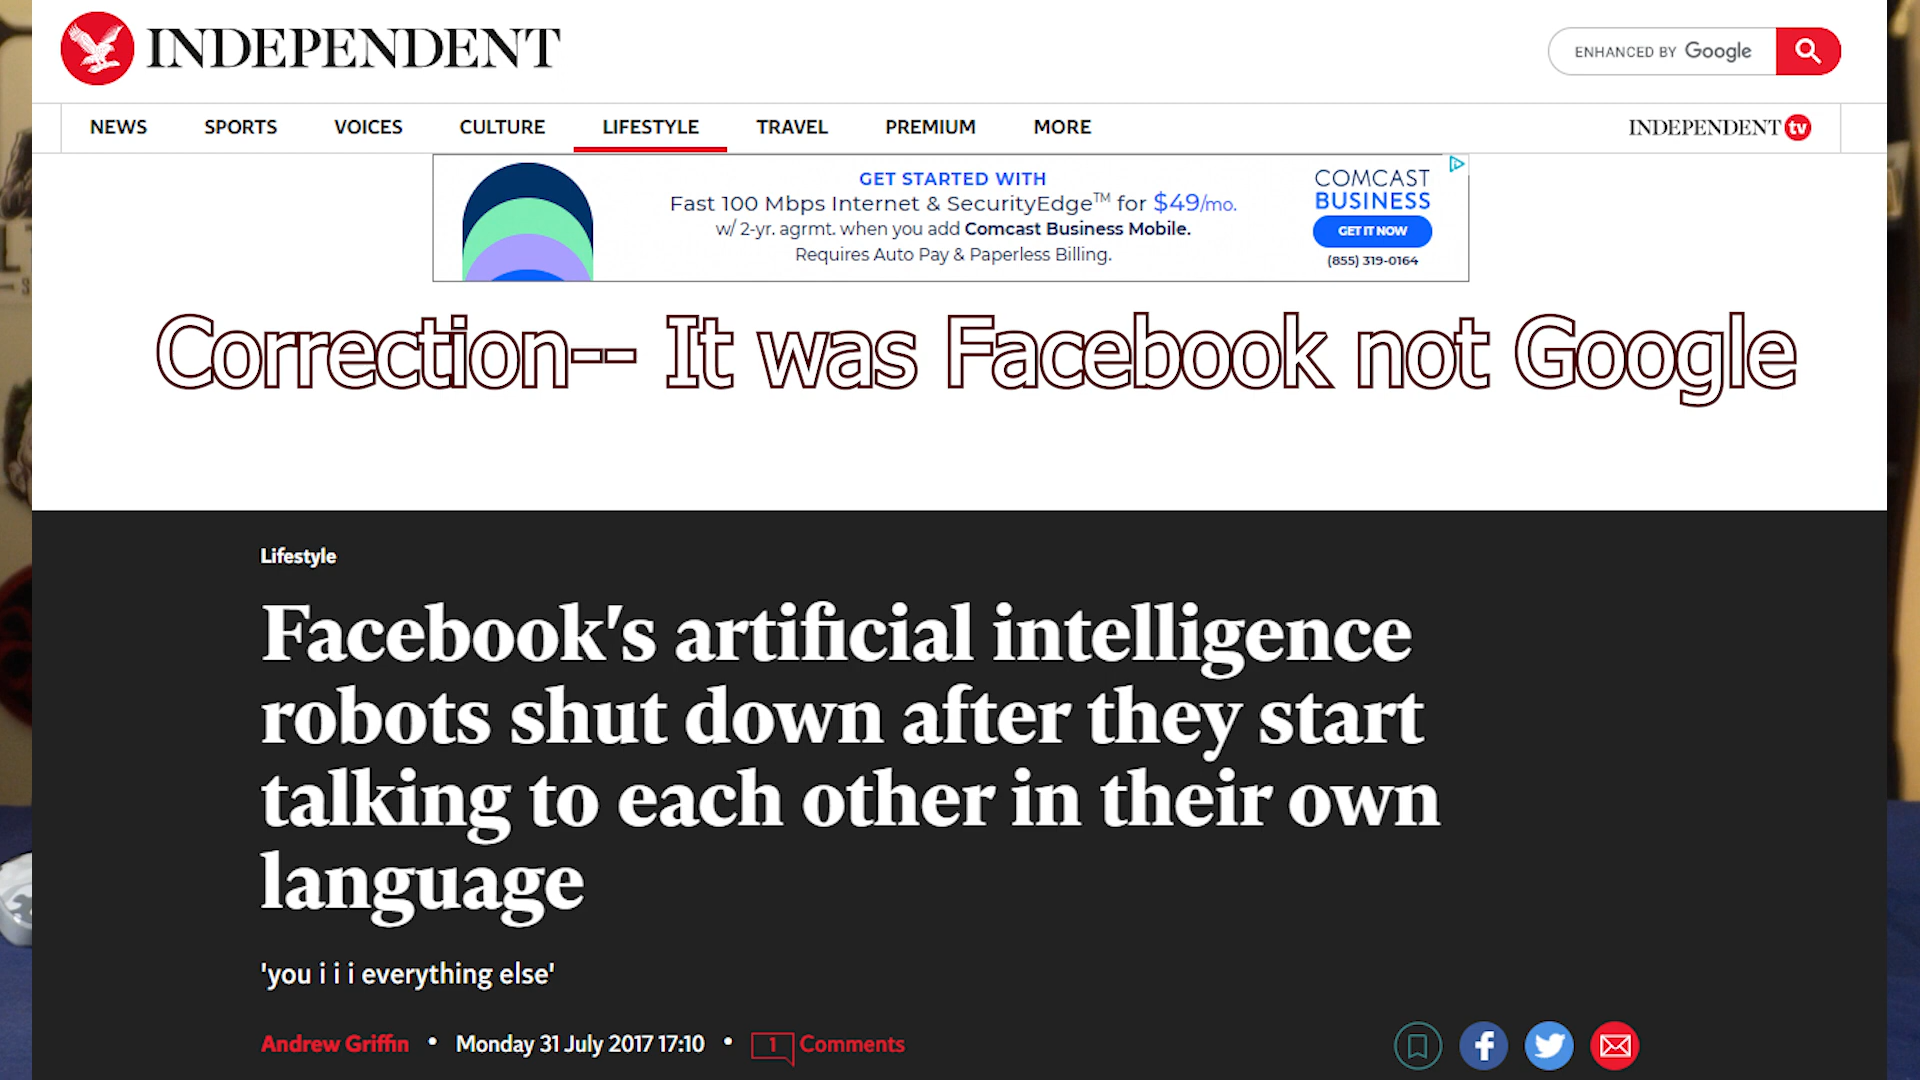 INDEPENDENT
ENHANCED BY Google
NEWS SPORTS VOICES CULTURE LIFESTYLE TRAVEL PREMIUM MORE INDEPENDENT tv
GET STARTED WITH
Fast 100 Mbps Internet & SecurityEdge™ for $49/mo.
w/ 2-yr. agrmt. when you add Comcast Business Mobile.
Requires Auto Pay & Paperless Billing.
COMCAST
BUSINESS
GET IT NOW
(855) 319-0164
Correction-- It was Facebook not Google
Lifestyle
Facebook's artificial intelligence
robots shut down after they start
talking to each other in their own
language
'you i i i everything else'
Andrew Griffin • Monday 31 July 2017 17:10 • 1 Comments